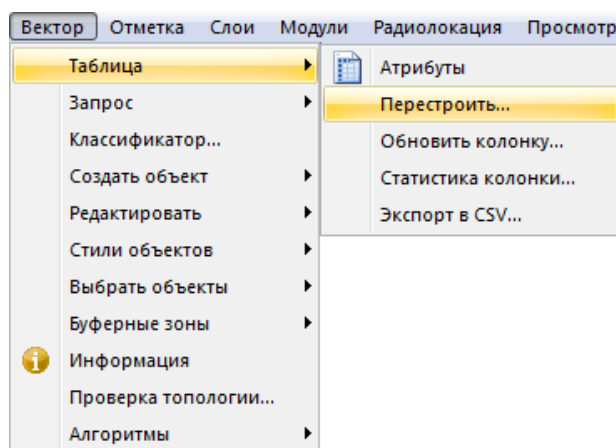 Вектор Отметка Слои Модули Радиолокация Просмотр
Таблица
Запрос
Классификатор...
Создать объект
Редактировать
Стили объектов
Выбрать объекты
Буферные зоны
Информация
Проверка топологии...
Алгоритмы
Атрибуты
Перестроить...
Обновить колонку...
Статистика колонки...
Экспорт в CSV...